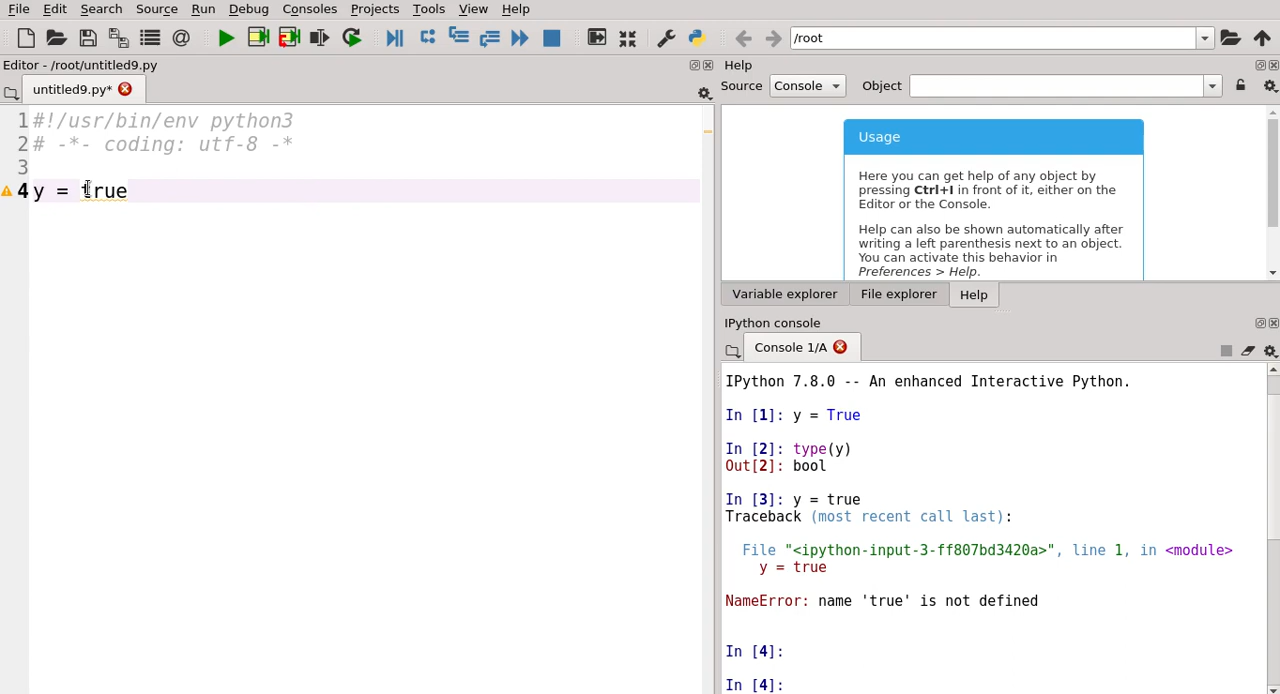 File Edit Search Source Run Debug Consoles Projects Tools View Help
/root
Editor - /root/untitled9.py
untitled9.py*
1 #!/usr/bin/env python3
2 # -*- coding: utf-8 -*
3
4 y = true
Help
Source Console Object
Usage
Here you can get help of any object by
pressing Ctrl+I in front of it, either on the
Editor or the Console.
Help can also be shown automatically after
writing a left parenthesis next to an object.
You can activate this behavior in
Preferences > Help.
Variable explorer File explorer Help
IPython console
Console 1/A
IPython 7.8.0 -- An enhanced Interactive Python.
In [1]: y = True
In [2]: type(y)
Out[2]: bool
In [3]: y = true
Traceback (most recent call last):
File "<ipython-input-3-ff807bd3420a>", line 1, in <module>
y = true
NameError: name 'true' is not defined
In [4]:
In [4]: